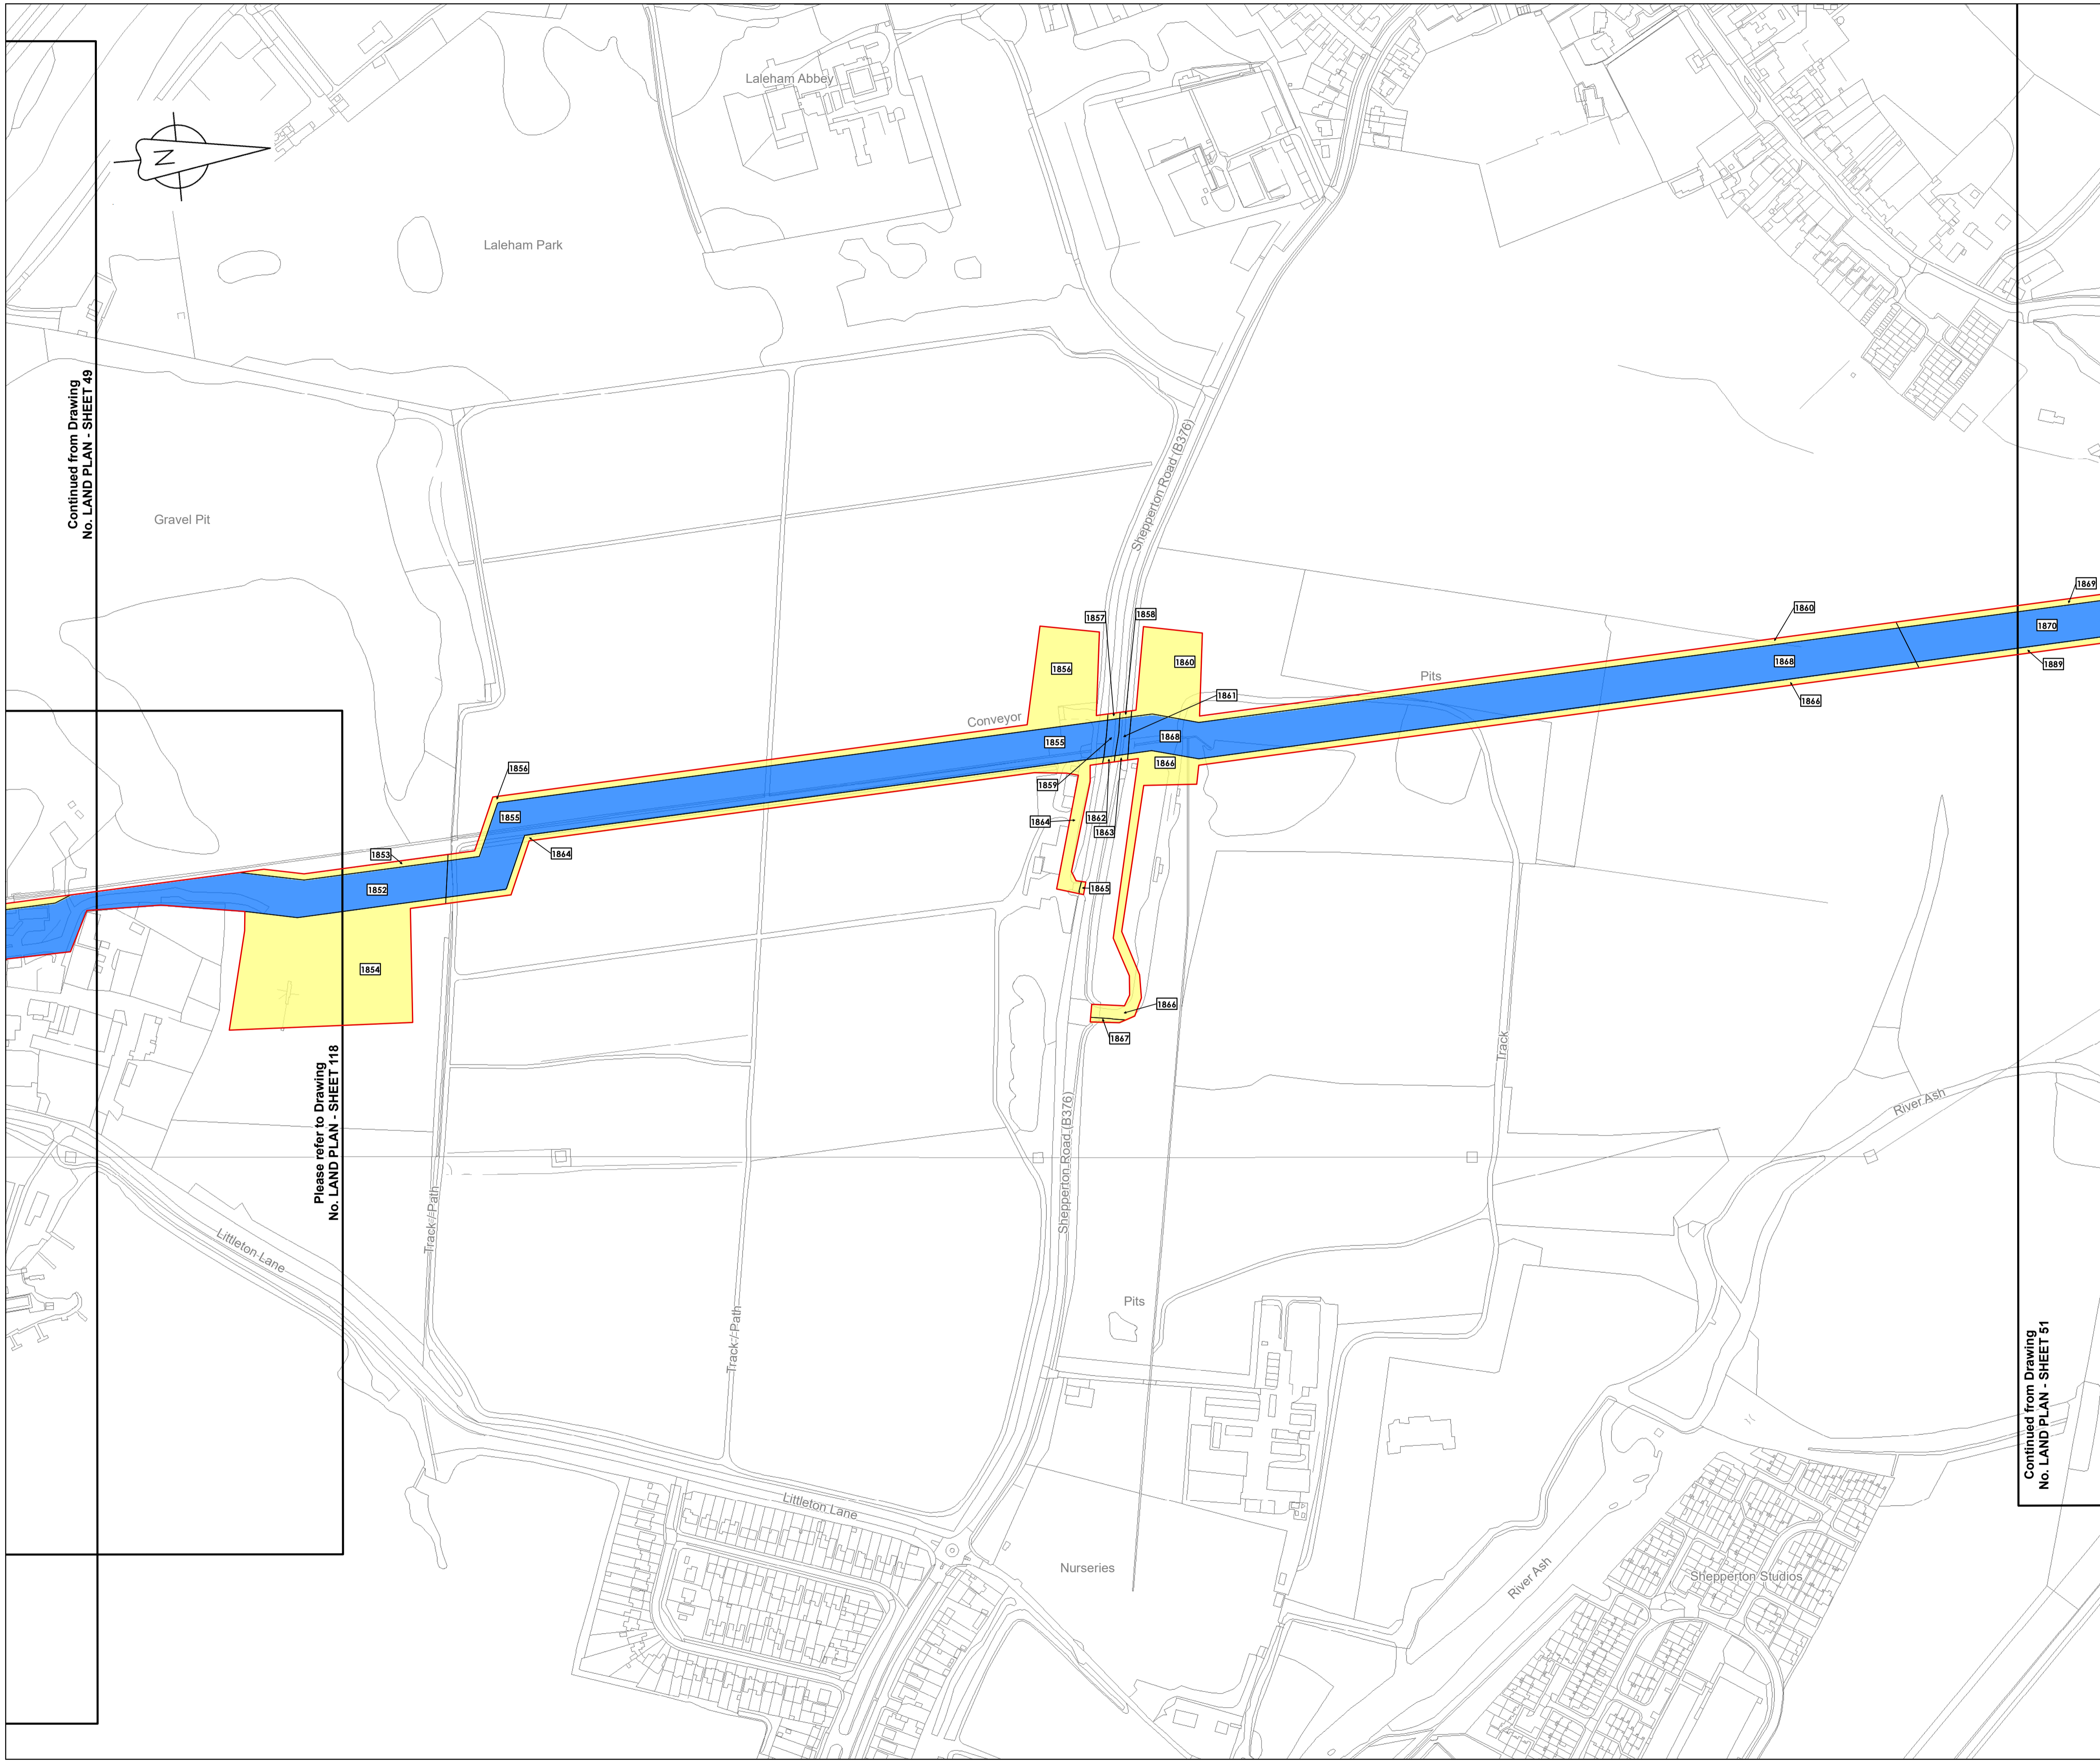 Laleham Abbey
N
Laleham Park
Continued from Drawing
No. LAND PLAN - SHEET 49
Gravel Pit
Shepperton Road (B376)
1869
1860
1857
1858
1870
1856
1860
1868
1889
Pits
1861
1866
Conveyor
1855
1868
1866
1856
1859
1855
1862
1864
1863
1853
1864
1852
1865
1854
1866
1867
Track
Please refer to Drawing
No. LAND PLAN - SHEET 118
River Ash
Shepperton Road (B376)
Track / Path
Littleton Lane
Pits
Track / Path
Continued from Drawing
No. LAND PLAN - SHEET 51
Littleton Lane
Nurseries
River Ash
Shepperton Studios